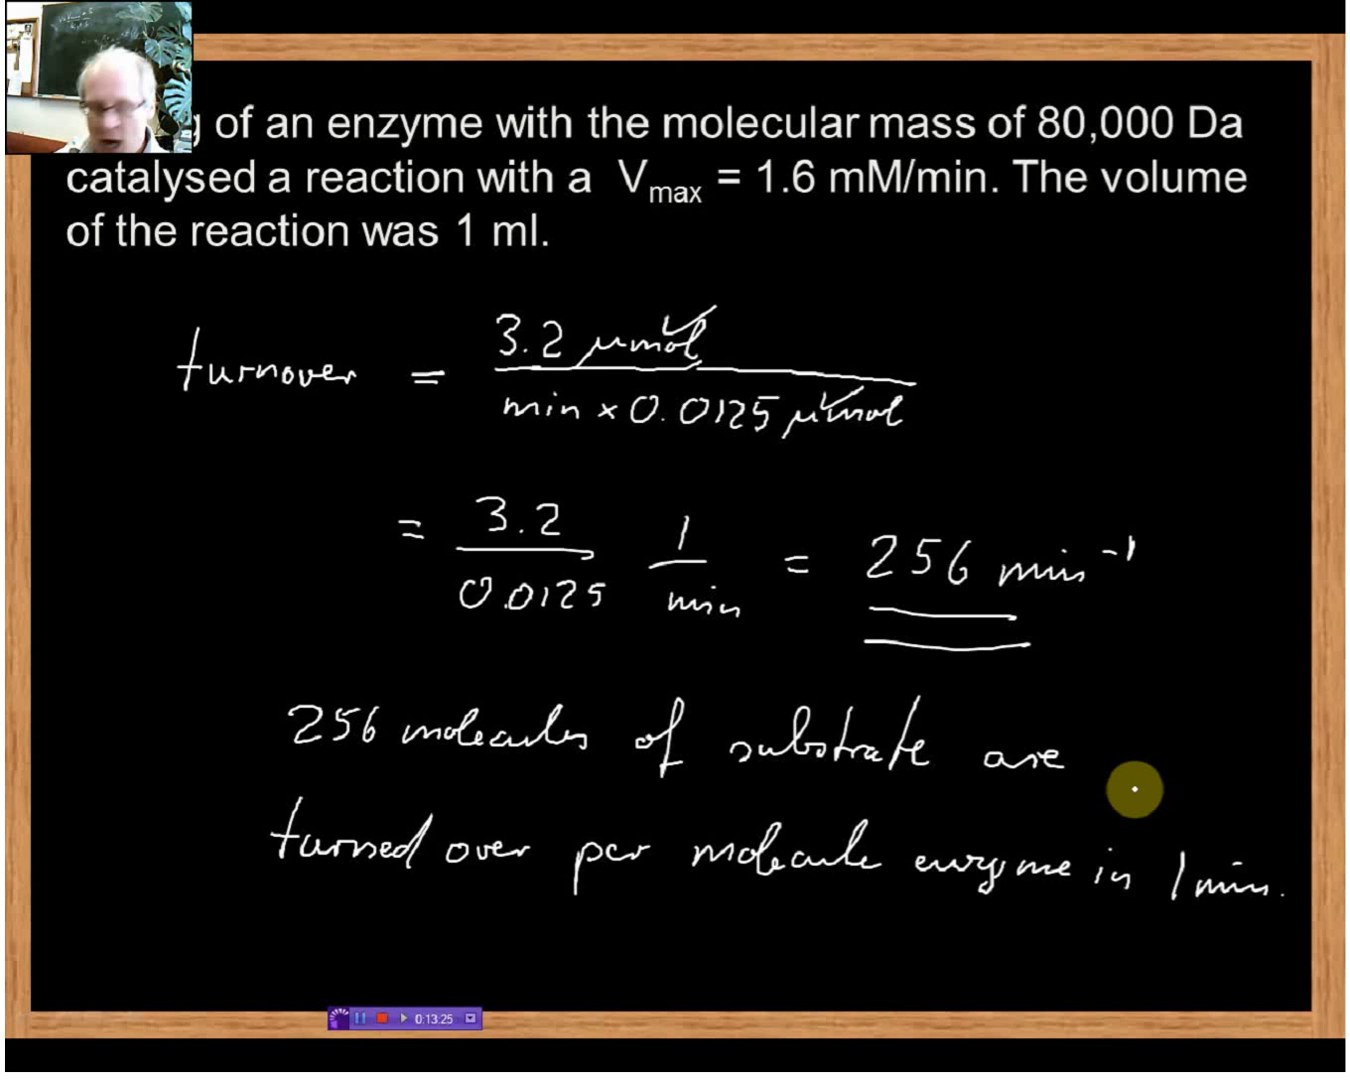 of an enzyme with the molecular mass of 80,000 Da
catalysed a reaction with a Vmax = 1.6 mM/min. The volume
of the reaction was 1 ml.
turnover = 3.2 μmol
min × 0.0125 μmol
= 3.2 1 = 256 min⁻¹
0.0125 min
256 molecules of substrate are
turned over per molecule enzyme in 1 min.
0:13:25